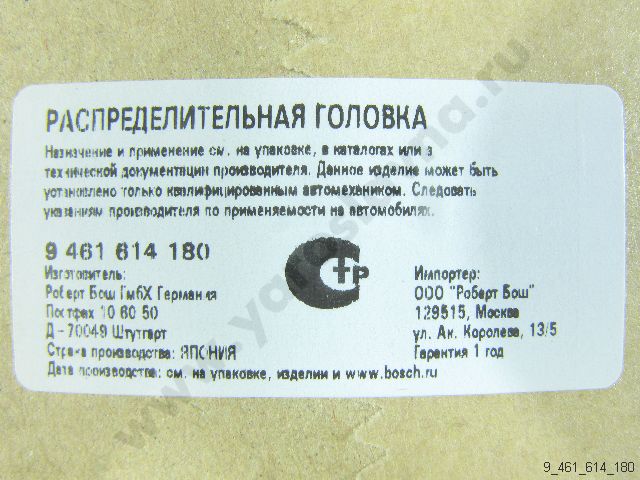 РАСПРЕДЕЛИТЕЛЬНАЯ ГОЛОВКА
Назначение и применение см. на упаковке, в каталогах или в
технической документации производителя. Данное изделие может быть
установлено только квалифицированным автомехаником. Следовать
указаниям производителя по применяемости на автомобилях.
9 461 614 180
Изготовитель:
Роберт Бош ГмбХ Германия
Постфах 10 60 50
Д - 70049 Штутгарт
Страна производства: ЯПОНИЯ
Дата производства: см. на упаковке, изделии и www.bosch.ru
Стр
Импортер:
ООО "Роберт Бош"
129515, Москва
ул. Ак. Королева, 13/5
Гарантия 1 год
9_461_614_180